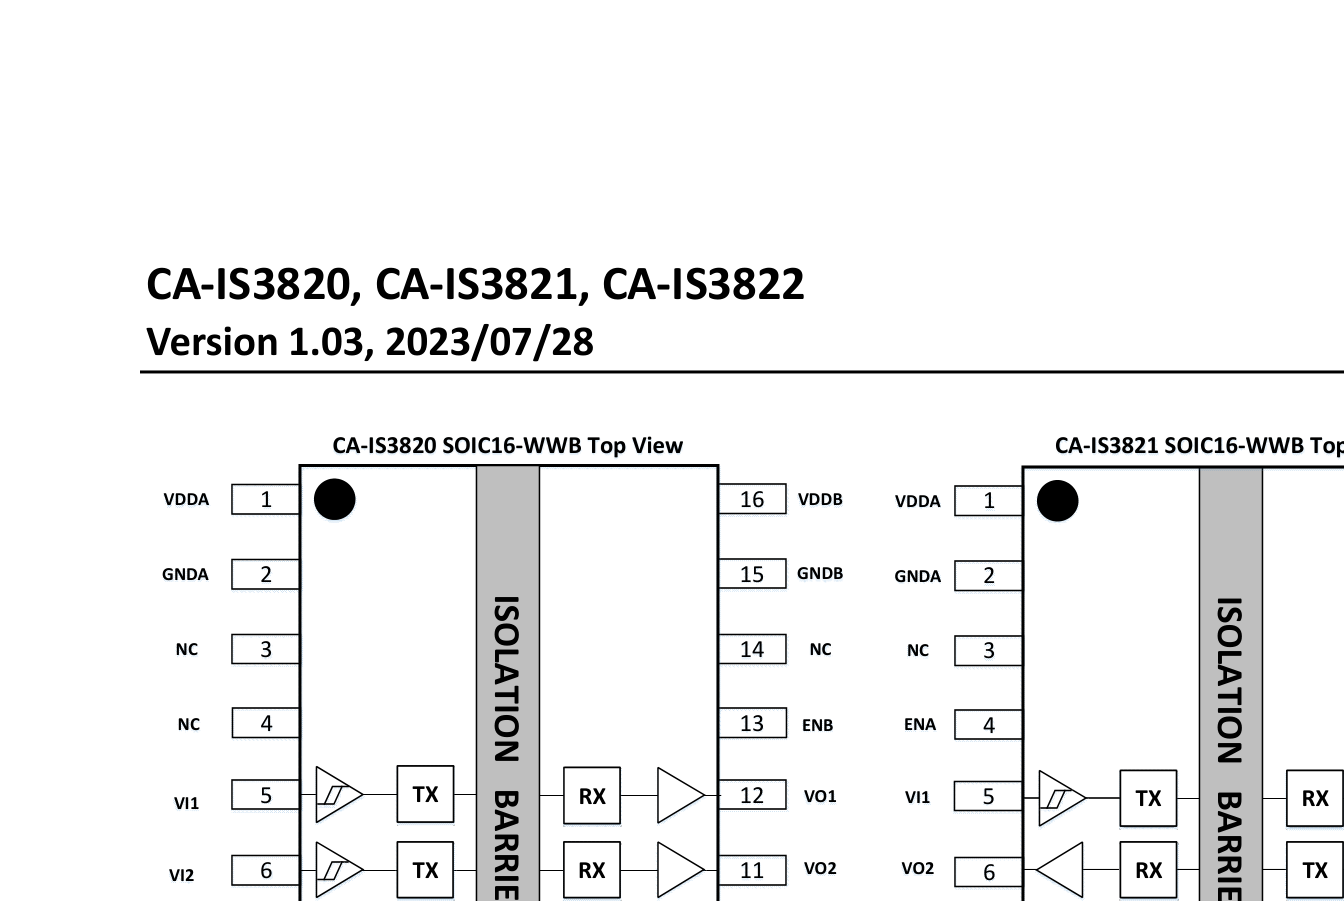 CA-IS3820, CA-IS3821, CA-IS3822
Version 1.03, 2023/07/28
CA-IS3820 SOIC16-WWB Top View
VDDA 1 16 VDDB
GNDA 2 15 GNDB
NC 3 14 NC
NC 4 13 ENB
VI1 5 TX RX 12 VO1
VI2 6 TX RX 11 VO2
ISOLATION BARRIE
CA-IS3821 SOIC16-WWB Top
VDDA 1
GNDA 2
NC 3
ENA 4
VI1 5 TX RX
VO2 6 RX TX
ISOLATION BARRIE